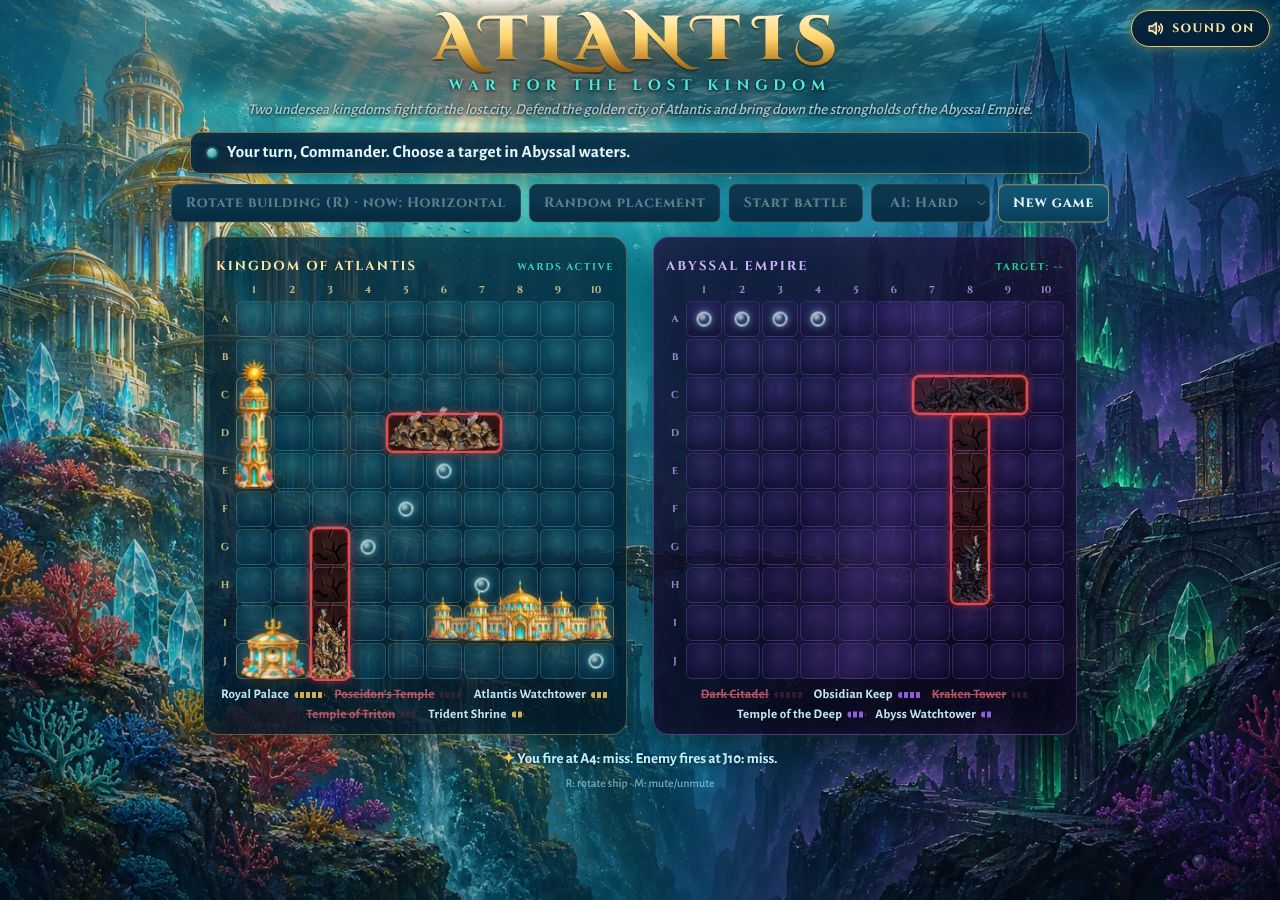 ATLANTIS
WAR FOR THE LOST KINGDOM
Two undersea kingdoms fight for the lost city. Defend the golden city of Atlantis and bring down the strongholds of the Abyssal Empire.
SOUND ON
Your turn, Commander. Choose a target in Abyssal waters.
Rotate building (R) · now: Horizontal
Random placement
Start battle
AI: Hard
New game
KINGDOM OF ATLANTIS
WARDS ACTIVE
1 2 3 4 5 6 7 8 9 10
A
B
C
D
E
F
G
H
I
J
Royal Palace Poseidon's Temple Atlantis Watchtower
Temple of Triton Trident Shrine
ABYSSAL EMPIRE
TARGET: --
1 2 3 4 5 6 7 8 9 10
A
B
C
D
E
F
G
H
I
J
Dark Citadel Obsidian Keep Kraken Tower
Temple of the Deep Abyss Watchtower
You fire at A4: miss. Enemy fires at J10: miss.
R: rotate ship · M: mute/unmute